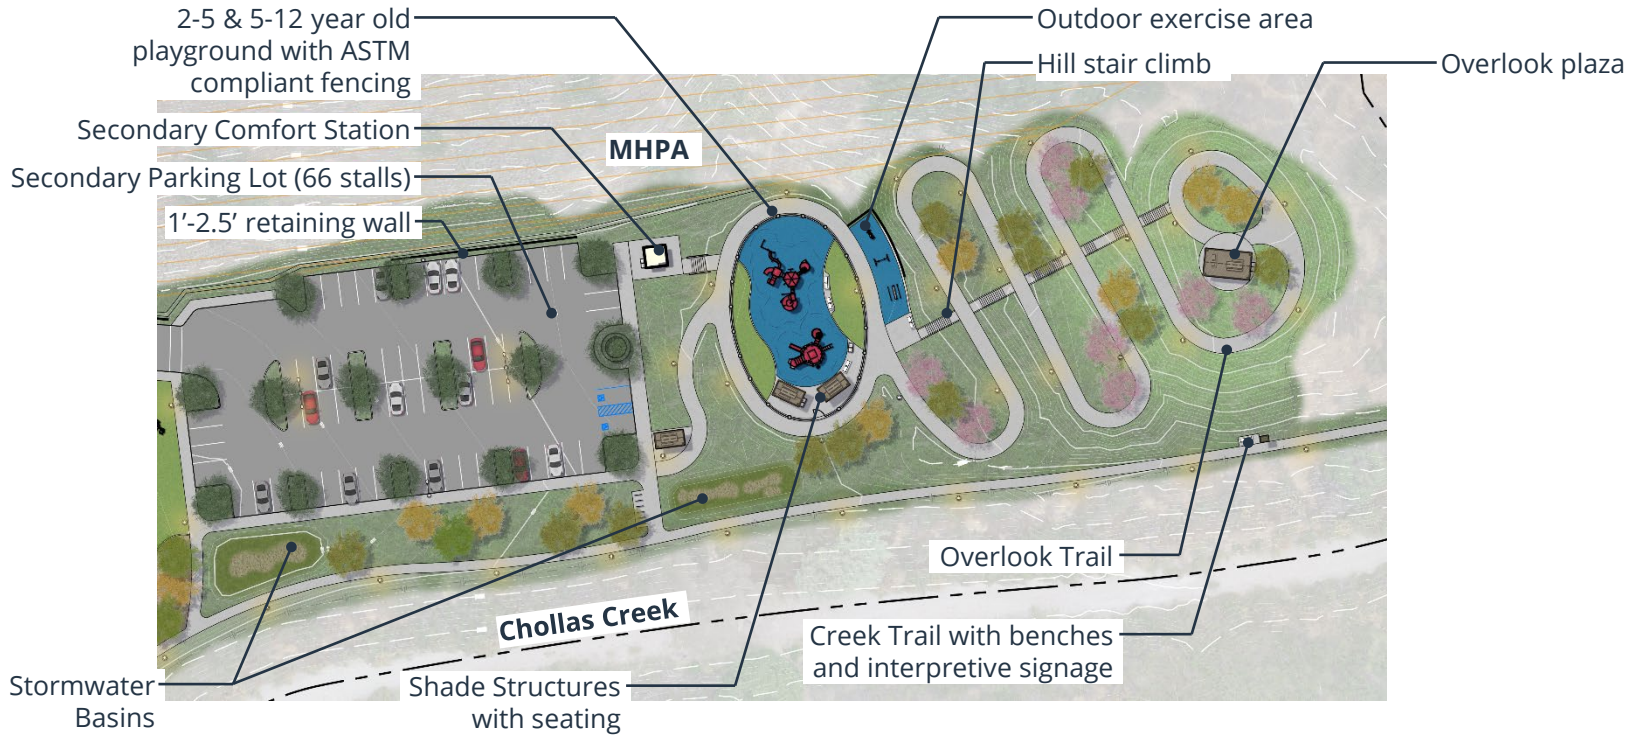 2-5 & 5-12 year old
playground with ASTM
compliant fencing
Outdoor exercise area
Hill stair climb
Overlook plaza
Secondary Comfort Station
MHPA
Secondary Parking Lot (66 stalls)
1’-2.5’ retaining wall
Overlook Trail
Chollas Creek
Creek Trail with benches
and interpretive signage
Stormwater
Basins
Shade Structures
with seating